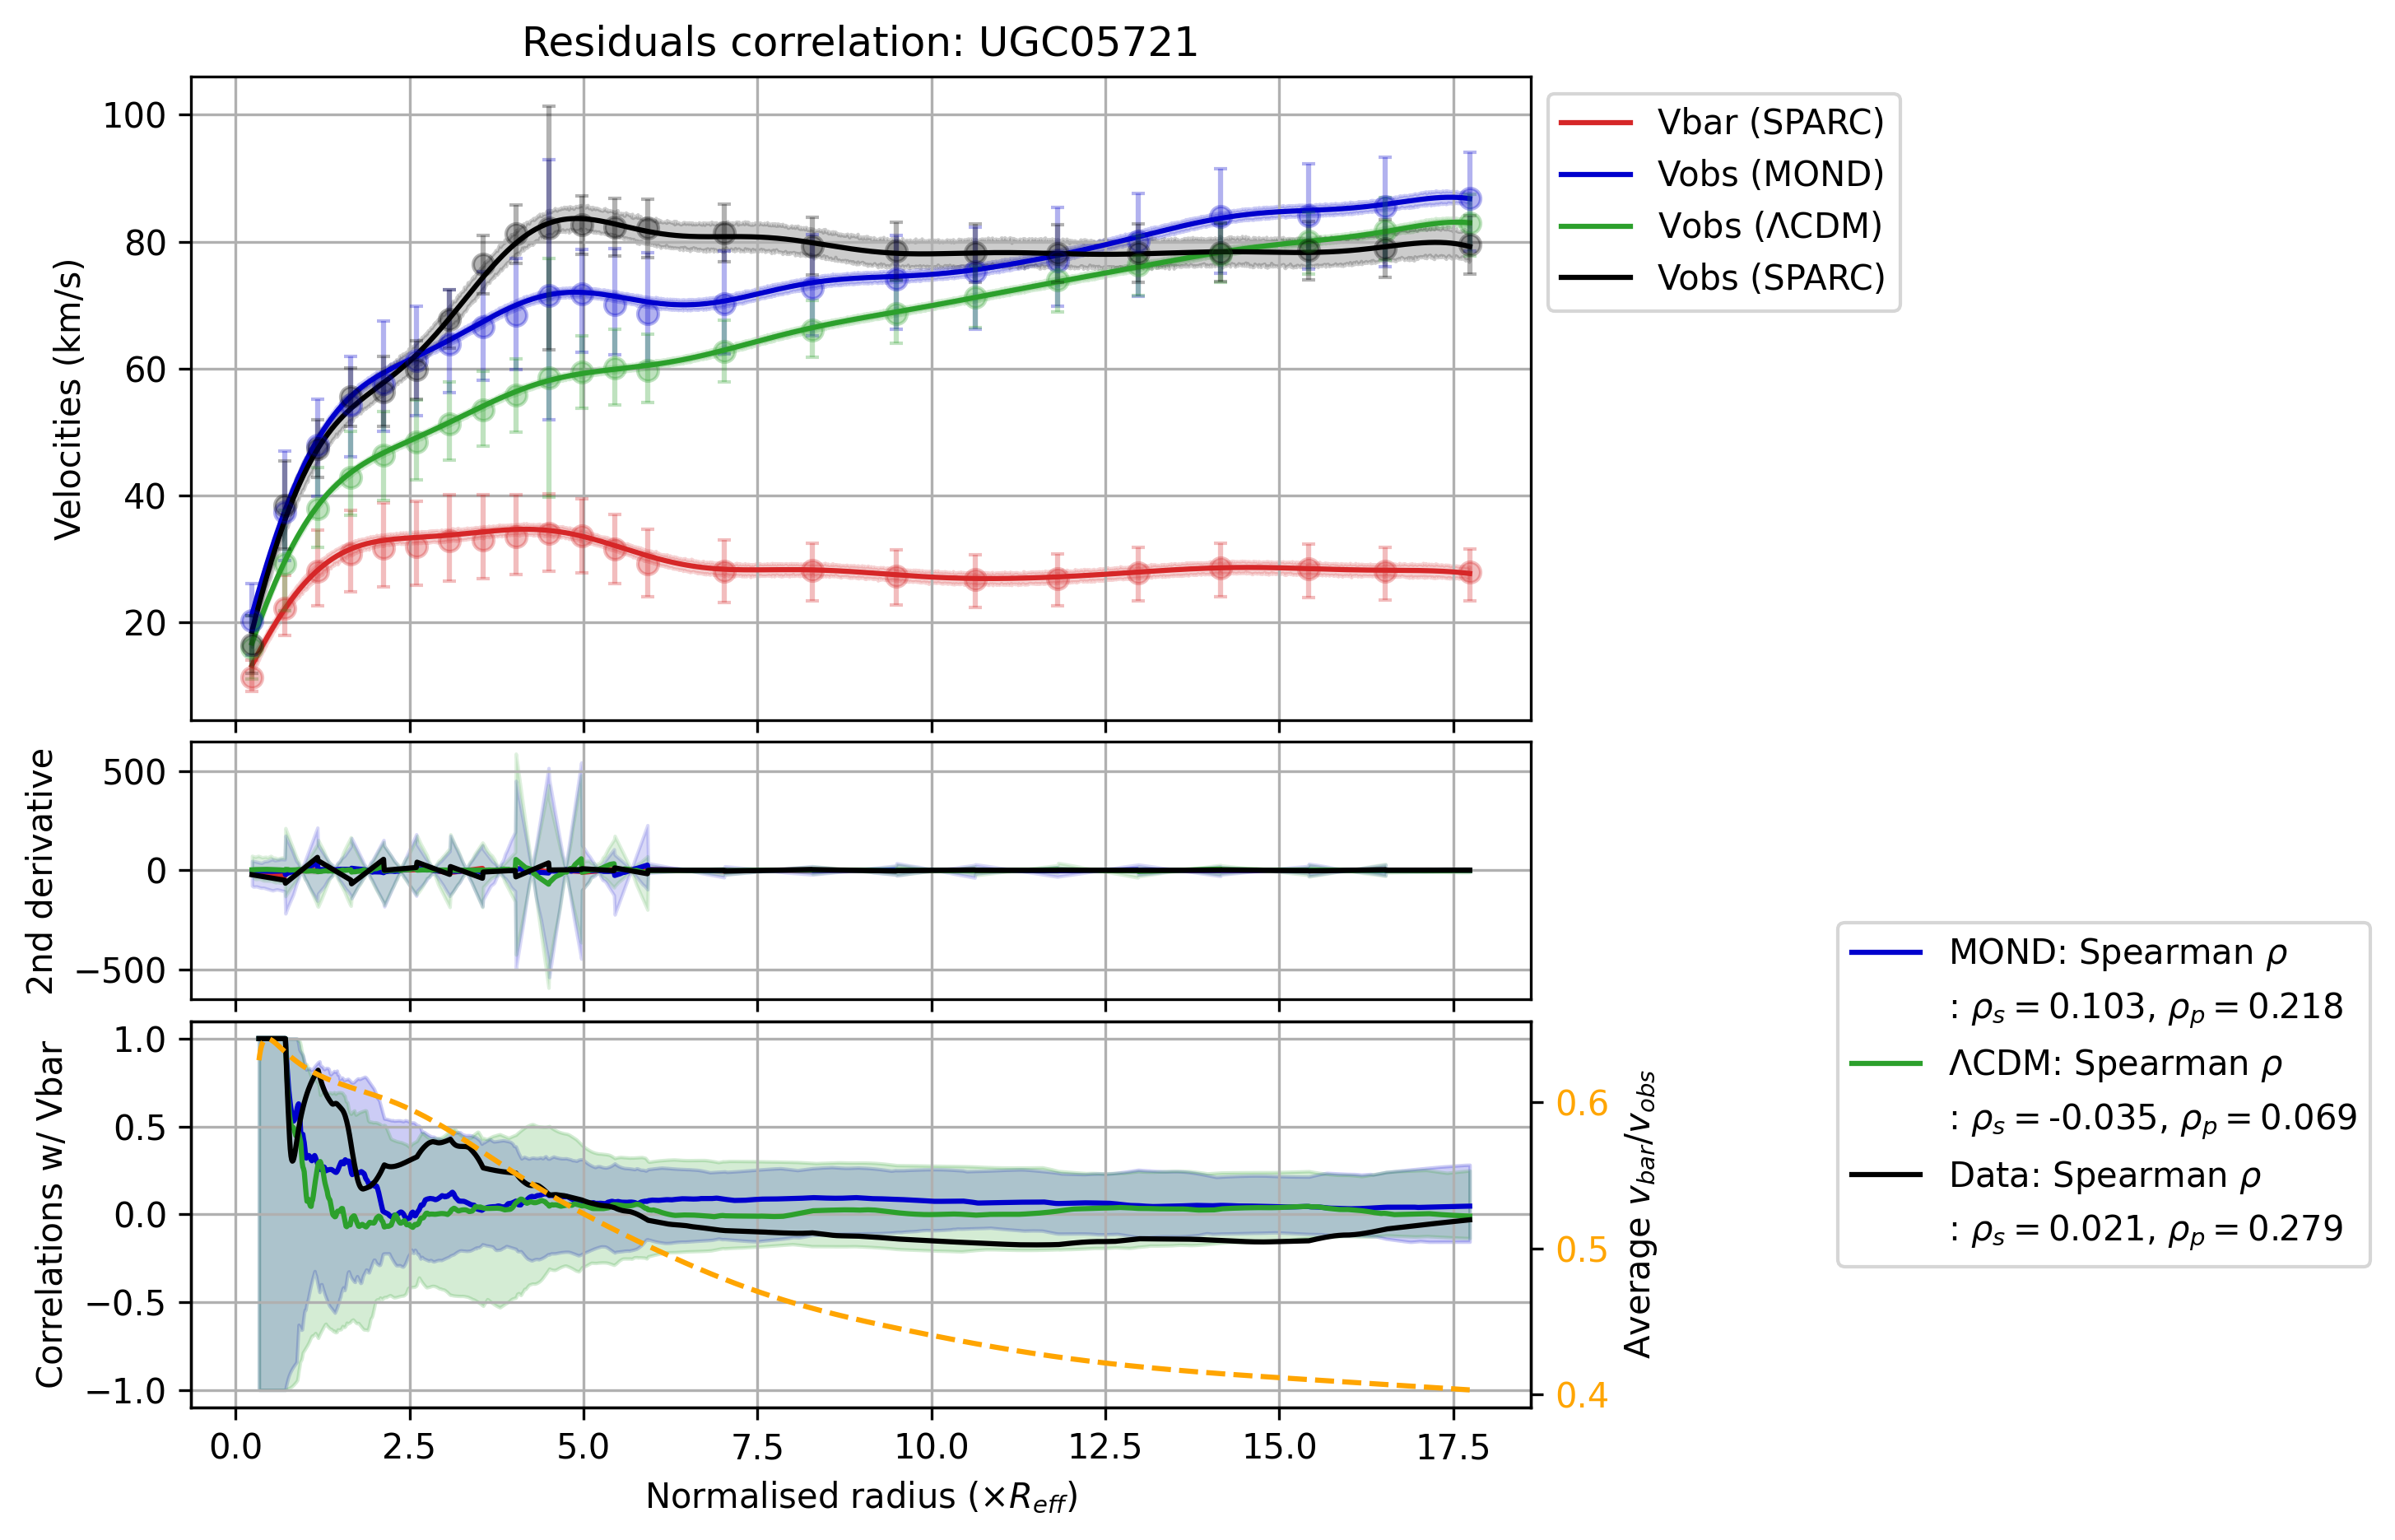 Residuals correlation: UGC05721
Velocities (km/s)
100
80
60
40
20
Vbar (SPARC)
Vobs (MOND)
Vobs (ΛCDM)
Vobs (SPARC)
2nd derivative
500
0
−500
Correlations w/ Vbar
1.0
0.5
0.0
−0.5
−1.0
0.6
0.5
0.4
Average v_bar/v_obs
MOND: Spearman ρ
: ρ_s = 0.103, ρ_p = 0.218
ΛCDM: Spearman ρ
: ρ_s = -0.035, ρ_p = 0.069
Data: Spearman ρ
: ρ_s = 0.021, ρ_p = 0.279
0.0 2.5 5.0 7.5 10.0 12.5 15.0 17.5
Normalised radius (×R_eff)